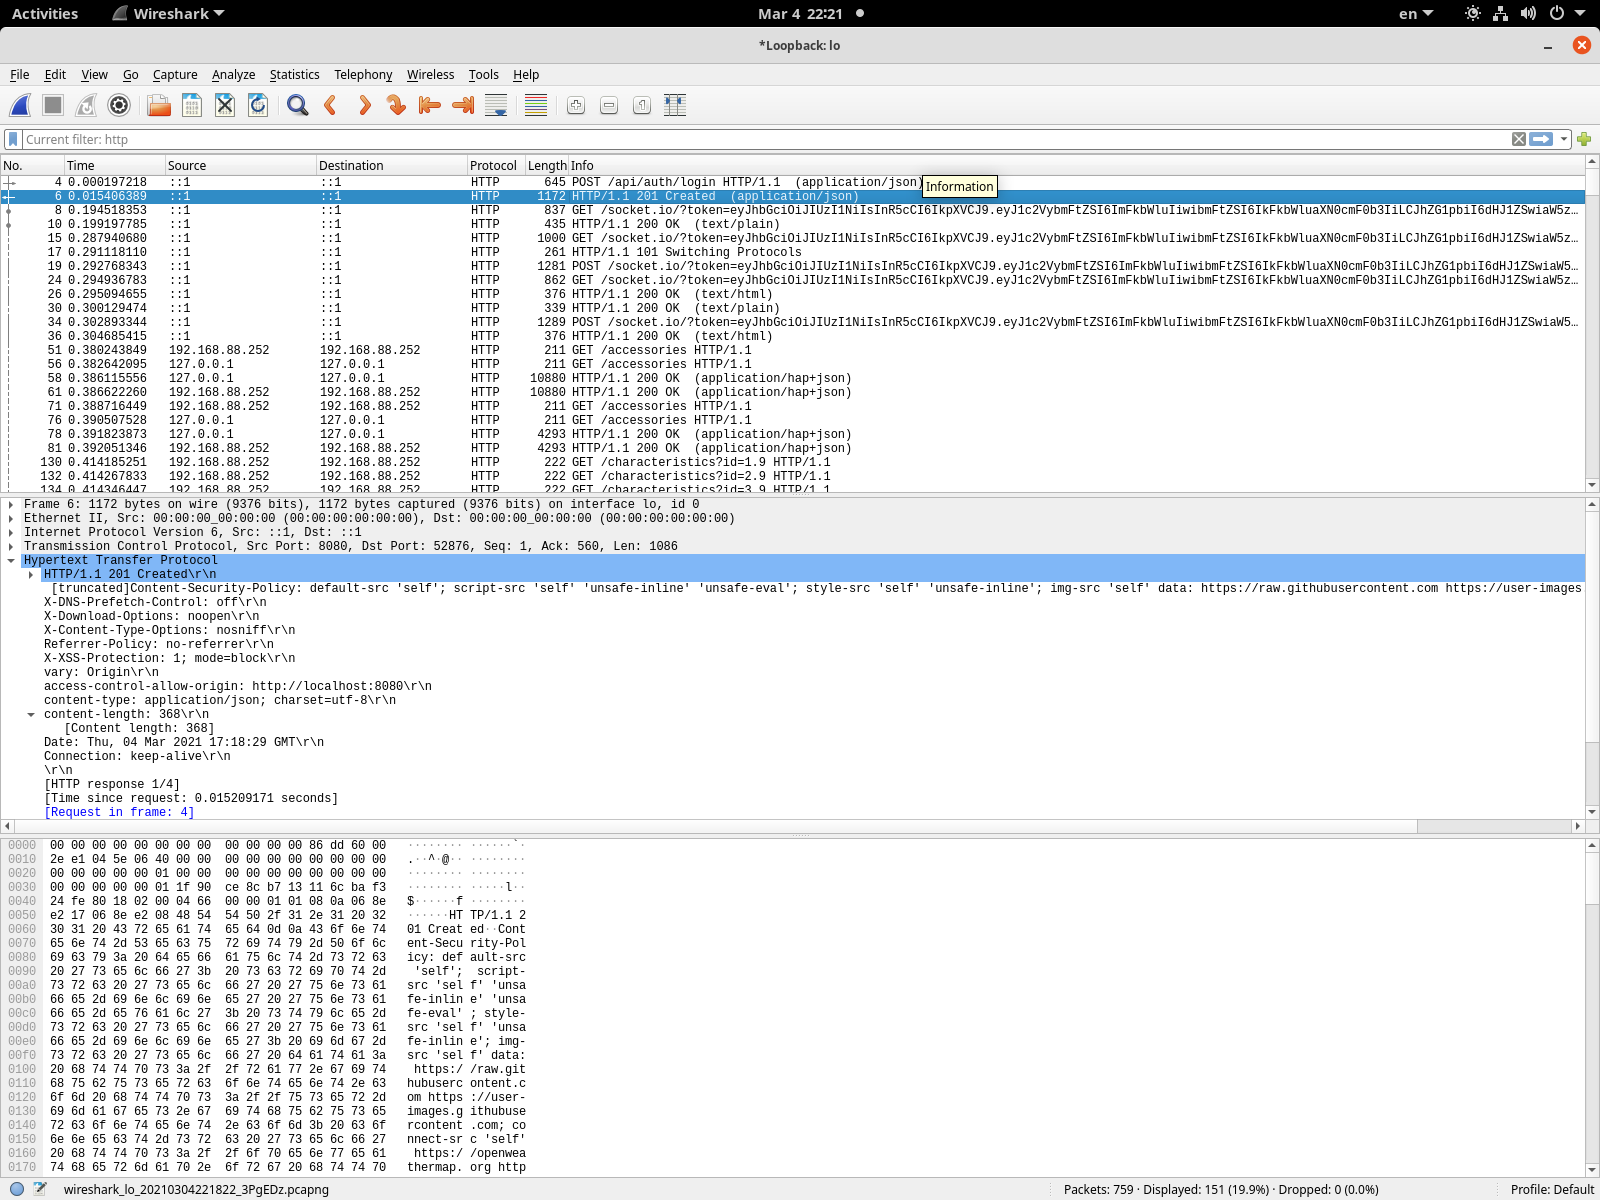 Activities Wireshark Mar 4 22:21 en
*Loopback: lo
File Edit View Go Capture Analyze Statistics Telephony Wireless Tools Help
Current filter: http
No. Time Source Destination Protocol Length Info
4 0.000197218 ::1 ::1 HTTP 645 POST /api/auth/login HTTP/1.1 (application/json)
Information
6 0.015406389 ::1 ::1 HTTP 1172 HTTP/1.1 201 Created (application/json)
8 0.194518353 ::1 ::1 HTTP 837 GET /socket.io/?token=eyJhbGciOiJIUzI1NiIsInR5cCI6IkpXVCJ9.eyJ1c2VybmFtZSI6ImFkbWluIiwibmFtZSI6IkFkbWluaXN0cmF0b3IiLCJhZG1pbiI6dHJ1ZSwiaW5z…
10 0.199197785 ::1 ::1 HTTP 435 HTTP/1.1 200 OK (text/plain)
15 0.287940680 ::1 ::1 HTTP 1000 GET /socket.io/?token=eyJhbGciOiJIUzI1NiIsInR5cCI6IkpXVCJ9.eyJ1c2VybmFtZSI6ImFkbWluIiwibmFtZSI6IkFkbWluaXN0cmF0b3IiLCJhZG1pbiI6dHJ1ZSwiaW5z…
17 0.291118110 ::1 ::1 HTTP 261 HTTP/1.1 101 Switching Protocols
19 0.292768343 ::1 ::1 HTTP 1281 POST /socket.io/?token=eyJhbGciOiJIUzI1NiIsInR5cCI6IkpXVCJ9.eyJ1c2VybmFtZSI6ImFkbWluIiwibmFtZSI6IkFkbWluaXN0cmF0b3IiLCJhZG1pbiI6dHJ1ZSwiaW5…
24 0.294936783 ::1 ::1 HTTP 862 GET /socket.io/?token=eyJhbGciOiJIUzI1NiIsInR5cCI6IkpXVCJ9.eyJ1c2VybmFtZSI6ImFkbWluIiwibmFtZSI6IkFkbWluaXN0cmF0b3IiLCJhZG1pbiI6dHJ1ZSwiaW5z…
26 0.295094655 ::1 ::1 HTTP 376 HTTP/1.1 200 OK (text/html)
30 0.300129474 ::1 ::1 HTTP 339 HTTP/1.1 200 OK (text/plain)
34 0.302893344 ::1 ::1 HTTP 1289 POST /socket.io/?token=eyJhbGciOiJIUzI1NiIsInR5cCI6IkpXVCJ9.eyJ1c2VybmFtZSI6ImFkbWluIiwibmFtZSI6IkFkbWluaXN0cmF0b3IiLCJhZG1pbiI6dHJ1ZSwiaW5…
36 0.304685415 ::1 ::1 HTTP 376 HTTP/1.1 200 OK (text/html)
51 0.380243849 192.168.88.252 192.168.88.252 HTTP 211 GET /accessories HTTP/1.1
56 0.382642095 127.0.0.1 127.0.0.1 HTTP 211 GET /accessories HTTP/1.1
58 0.386115556 127.0.0.1 127.0.0.1 HTTP 10880 HTTP/1.1 200 OK (application/hap+json)
61 0.386622260 192.168.88.252 192.168.88.252 HTTP 10880 HTTP/1.1 200 OK (application/hap+json)
71 0.388716449 192.168.88.252 192.168.88.252 HTTP 211 GET /accessories HTTP/1.1
76 0.390507528 127.0.0.1 127.0.0.1 HTTP 211 GET /accessories HTTP/1.1
78 0.391823873 127.0.0.1 127.0.0.1 HTTP 4293 HTTP/1.1 200 OK (application/hap+json)
81 0.392051346 192.168.88.252 192.168.88.252 HTTP 4293 HTTP/1.1 200 OK (application/hap+json)
130 0.414185251 192.168.88.252 192.168.88.252 HTTP 222 GET /characteristics?id=1.9 HTTP/1.1
132 0.414267833 192.168.88.252 192.168.88.252 HTTP 222 GET /characteristics?id=2.9 HTTP/1.1
134 0.414346447 192.168.88.252 192.168.88.252 HTTP 222 GET /characteristics?id=3.9 HTTP/1.1
Frame 6: 1172 bytes on wire (9376 bits), 1172 bytes captured (9376 bits) on interface lo, id 0
Ethernet II, Src: 00:00:00_00:00:00 (00:00:00:00:00:00), Dst: 00:00:00_00:00:00 (00:00:00:00:00:00)
Internet Protocol Version 6, Src: ::1, Dst: ::1
Transmission Control Protocol, Src Port: 8080, Dst Port: 52876, Seq: 1, Ack: 560, Len: 1086
Hypertext Transfer Protocol
HTTP/1.1 201 Created\r\n
[truncated]Content-Security-Policy: default-src 'self'; script-src 'self' 'unsafe-inline' 'unsafe-eval'; style-src 'self' 'unsafe-inline'; img-src 'self' data: https://raw.githubusercontent.com https://user-images
X-DNS-Prefetch-Control: off\r\n
X-Download-Options: noopen\r\n
X-Content-Type-Options: nosniff\r\n
Referrer-Policy: no-referrer\r\n
X-XSS-Protection: 1; mode=block\r\n
vary: Origin\r\n
access-control-allow-origin: http://localhost:8080\r\n
content-type: application/json; charset=utf-8\r\n
content-length: 368\r\n
[Content length: 368]
Date: Thu, 04 Mar 2021 17:18:29 GMT\r\n
Connection: keep-alive\r\n
\r\n
[HTTP response 1/4]
[Time since request: 0.015209171 seconds]
[Request in frame: 4]
0000 00 00 00 00 00 00 00 00 00 00 00 00 86 dd 60 00 ········ ······`·
0010 2e e1 04 5e 06 40 00 00 00 00 00 00 00 00 00 00 .··^·@·· ········
0020 00 00 00 00 00 01 00 00 00 00 00 00 00 00 00 00 ········ ········
0030 00 00 00 00 00 01 1f 90 ce 8c b7 13 11 6c ba f3 ········ ·····l··
0040 24 fe 80 18 02 00 04 66 00 00 01 01 08 0a 06 8e $······f ········
0050 e2 17 06 8e e2 08 48 54 54 50 2f 31 2e 31 20 32 ······HT TP/1.1 2
0060 30 31 20 43 72 65 61 74 65 64 0d 0a 43 6f 6e 74 01 Creat ed··Cont
0070 65 6e 74 2d 53 65 63 75 72 69 74 79 2d 50 6f 6c ent-Secu rity-Pol
0080 69 63 79 3a 20 64 65 66 61 75 6c 74 2d 73 72 63 icy: def ault-src
0090 20 27 73 65 6c 66 27 3b 20 73 63 72 69 70 74 2d 'self'; script-
00a0 73 72 63 20 27 73 65 6c 66 27 20 27 75 6e 73 61 src 'sel f' 'unsa
00b0 66 65 2d 69 6e 6c 69 6e 65 27 20 27 75 6e 73 61 fe-inlin e' 'unsa
00c0 66 65 2d 65 76 61 6c 27 3b 20 73 74 79 6c 65 2d fe-eval' ; style-
00d0 73 72 63 20 27 73 65 6c 66 27 20 27 75 6e 73 61 src 'sel f' 'unsa
00e0 66 65 2d 69 6e 6c 69 6e 65 27 3b 20 69 6d 67 2d fe-inlin e'; img-
00f0 73 72 63 20 27 73 65 6c 66 27 20 64 61 74 61 3a src 'sel f' data:
0100 20 68 74 74 70 73 3a 2f 2f 72 61 77 2e 67 69 74 https:/ /raw.git
0110 68 75 62 75 73 65 72 63 6f 6e 74 65 6e 74 2e 63 hubuserc ontent.c
0120 6f 6d 20 68 74 74 70 73 3a 2f 2f 75 73 65 72 2d om https ://user-
0130 69 6d 61 67 65 73 2e 67 69 74 68 75 62 75 73 65 images.g ithubuse
0140 72 63 6f 6e 74 65 6e 74 2e 63 6f 6d 3b 20 63 6f rcontent .com; co
0150 6e 6e 65 63 74 2d 73 72 63 20 27 73 65 6c 66 27 nnect-sr c 'self'
0160 20 68 74 74 70 73 3a 2f 2f 6f 70 65 6e 77 65 61 https:/ /openwea
0170 74 68 65 72 6d 61 70 2e 6f 72 67 20 68 74 74 70 thermap. org http
wireshark_lo_20210304221822_3PgEDz.pcapng Packets: 759 · Displayed: 151 (19.9%) · Dropped: 0 (0.0%) Profile: Default